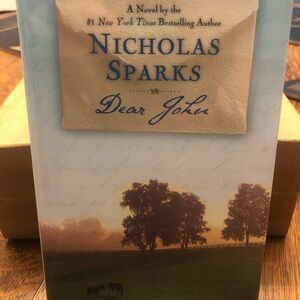 A Novel by the
#1 New York Times Bestselling Author
NICHOLAS
SPARKS
Dear John